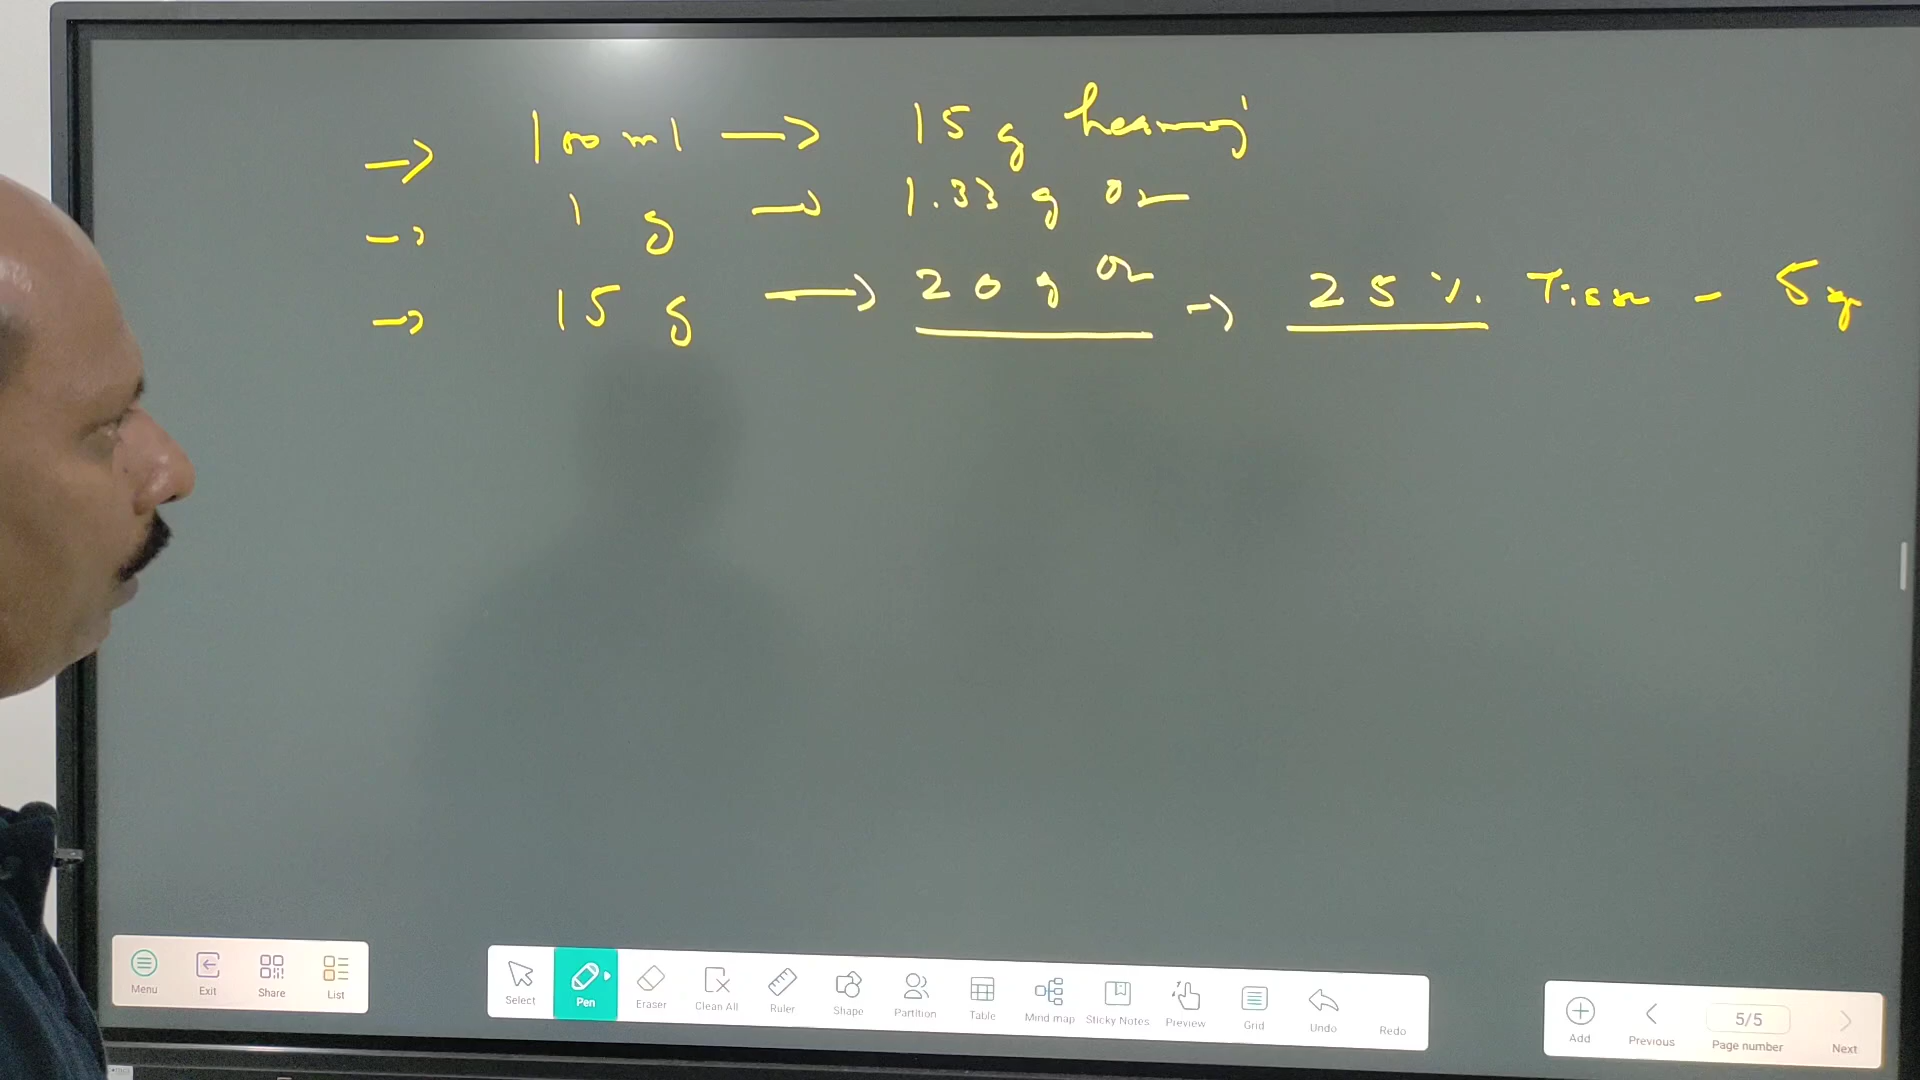 → 100 ml → 15 g
→ 1 g → 1.33 g O2
→ 15 g → 20 g O2 → 25 % - 5
Menu Exit Share List
Select Pen Eraser Clean All Ruler Shape Partition Table Mind map Sticky Notes Preview Grid Undo Redo
Add Previous 5/5 Page number Next